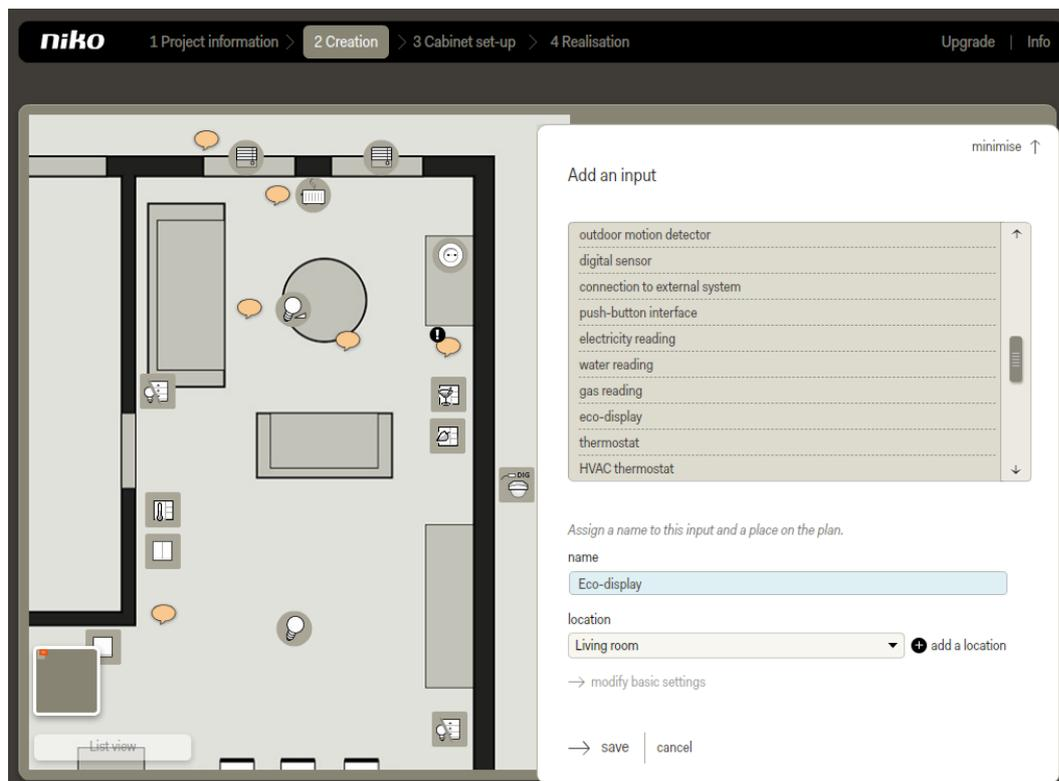 niko
1 Project information
2 Creation
3 Cabinet set-up
4 Realisation
Upgrade | Info
minimise
Add an input
outdoor motion detector
digital sensor
connection to external system
push-button interface
electricity reading
water reading
gas reading
eco-display
thermostat
HVAC thermostat
Assign a name to this input and a place on the plan.
name
Eco-display
location
Living room
add a location
modify basic settings
save
cancel
DIG
List view